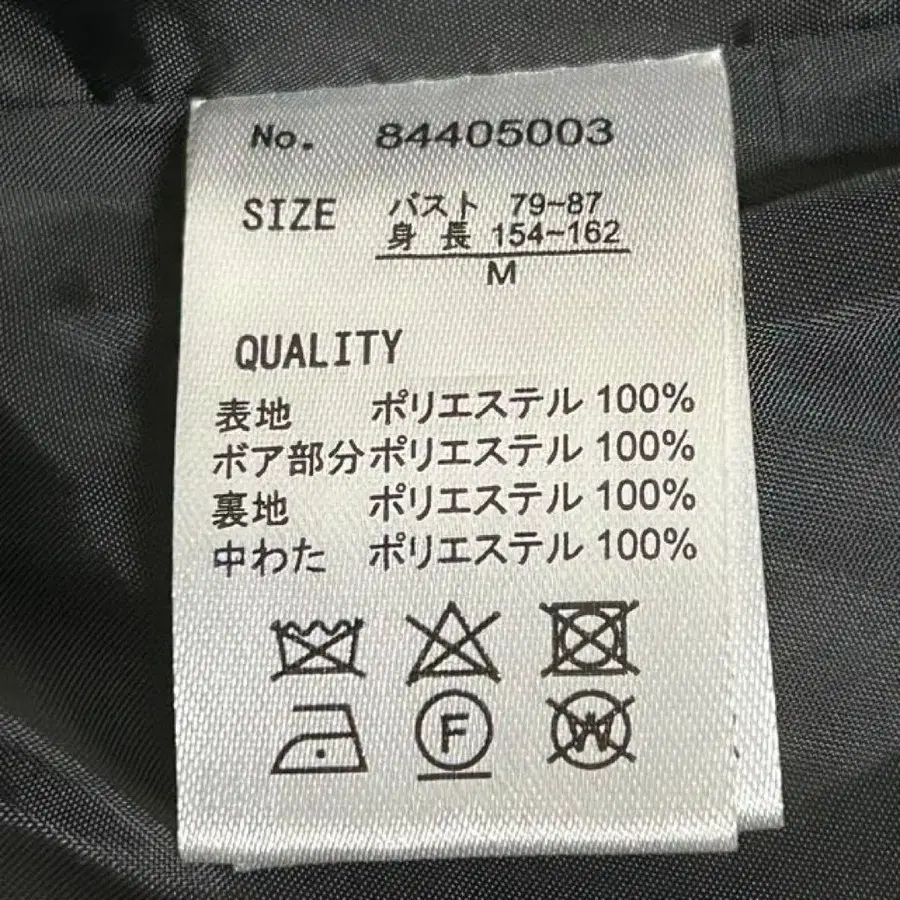 No. 84405003
SIZE バスト 79~87
身 長 154~162
M
QUALITY
表地 ポリエステル 100%
ボア部分 ポリエステル 100%
裏地 ポリエステル 100%
中わた ポリエステル 100%
F
W